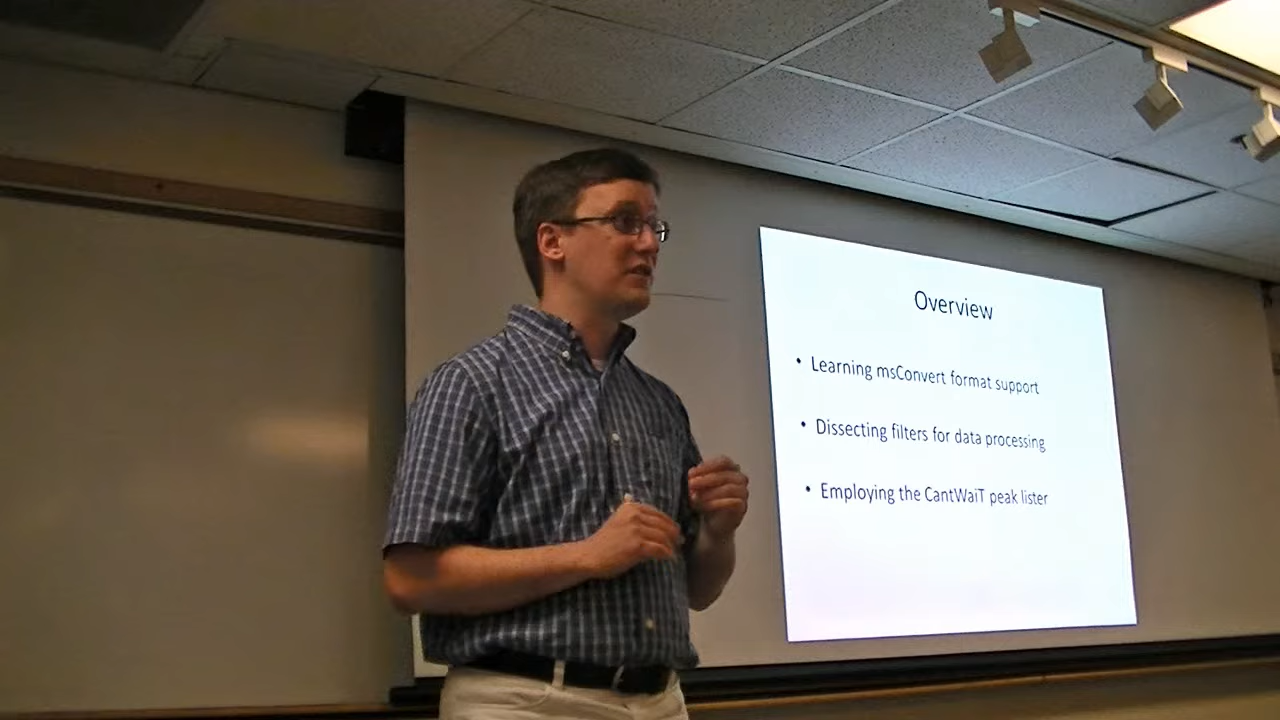 Overview
• Learning msConvert format support
• Dissecting filters for data processing
• Employing the CantWaiT peak lister